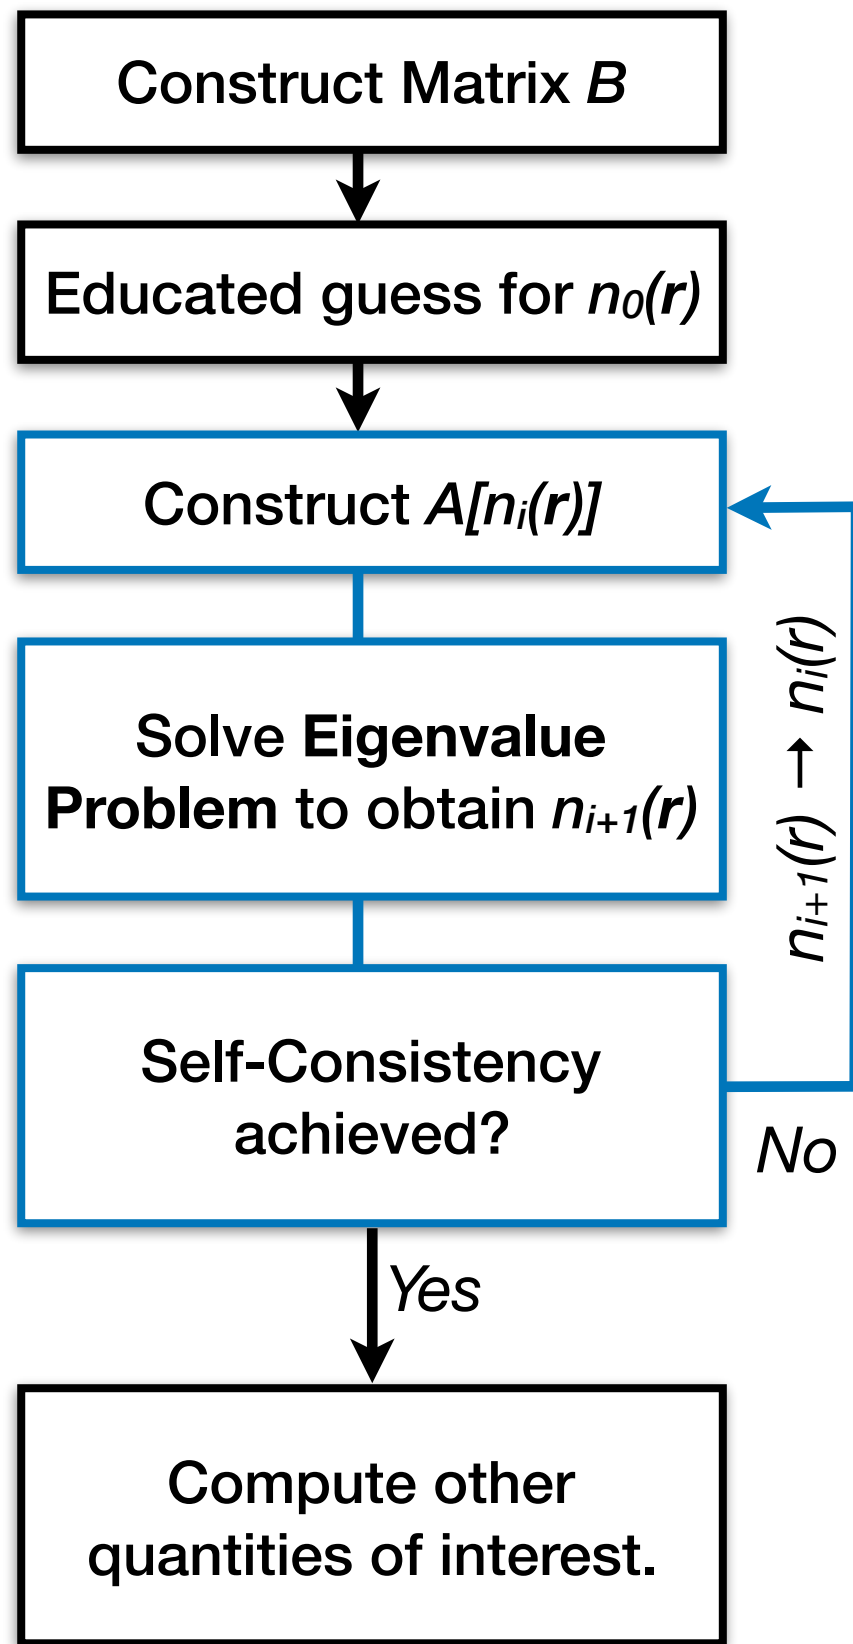 Construct Matrix B
Educated guess for n₀(r)
Construct A[nᵢ(r)]
Solve Eigenvalue
Problem to obtain nᵢ₊₁(r)
nᵢ₊₁(r) → nᵢ(r)
Self-Consistency
achieved?
No
Yes
Compute other
quantities of interest.